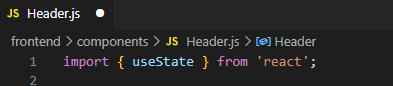 JS Header.js
frontend > components > JS Header.js > Header
1 import { useState } from 'react';
2